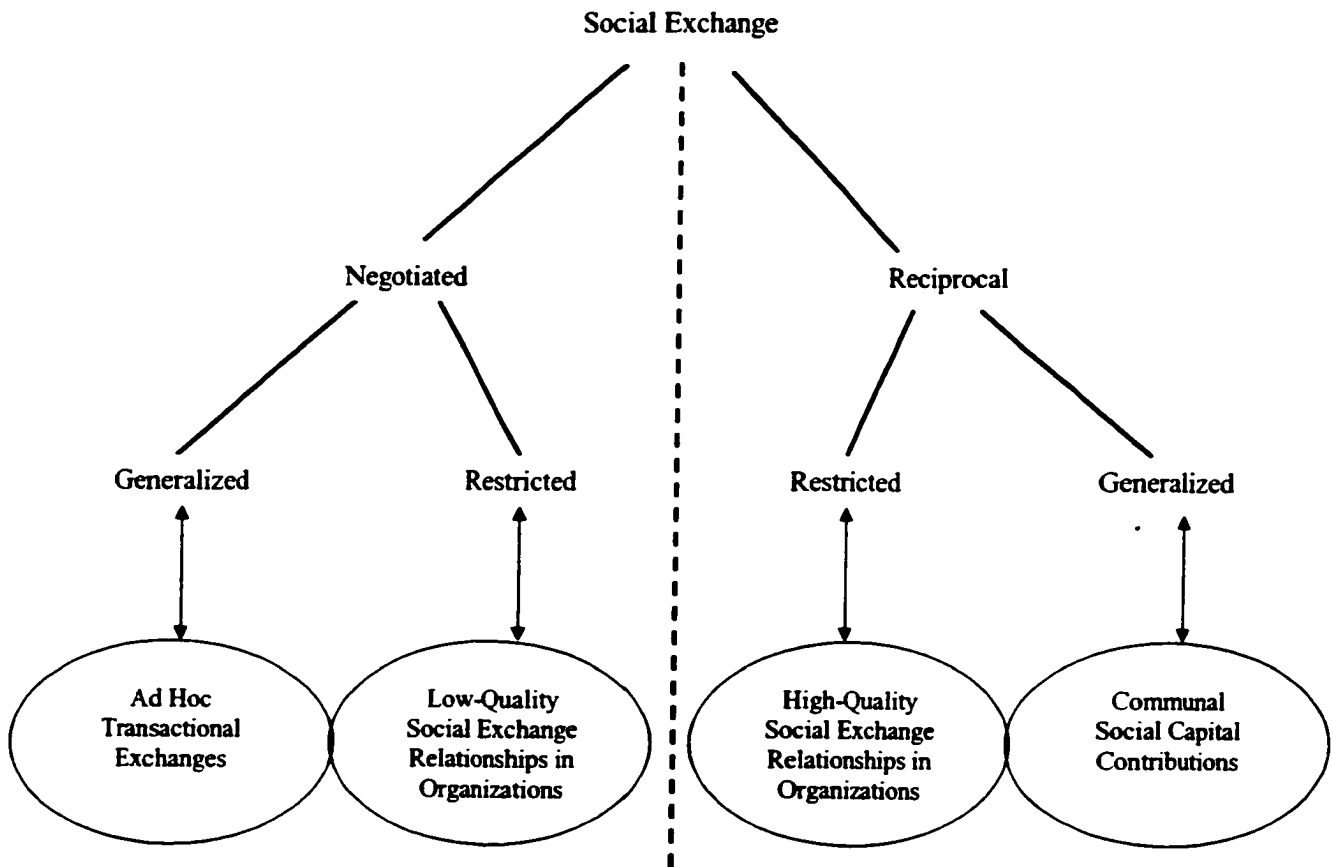 Social Exchange
Negotiated
Reciprocal
Generalized
Restricted
Restricted
Generalized
Ad Hoc
Transactional
Exchanges
Low-Quality
Social Exchange
Relationships in
Organizations
High-Quality
Social Exchange
Relationships in
Organizations
Communal
Social Capital
Contributions